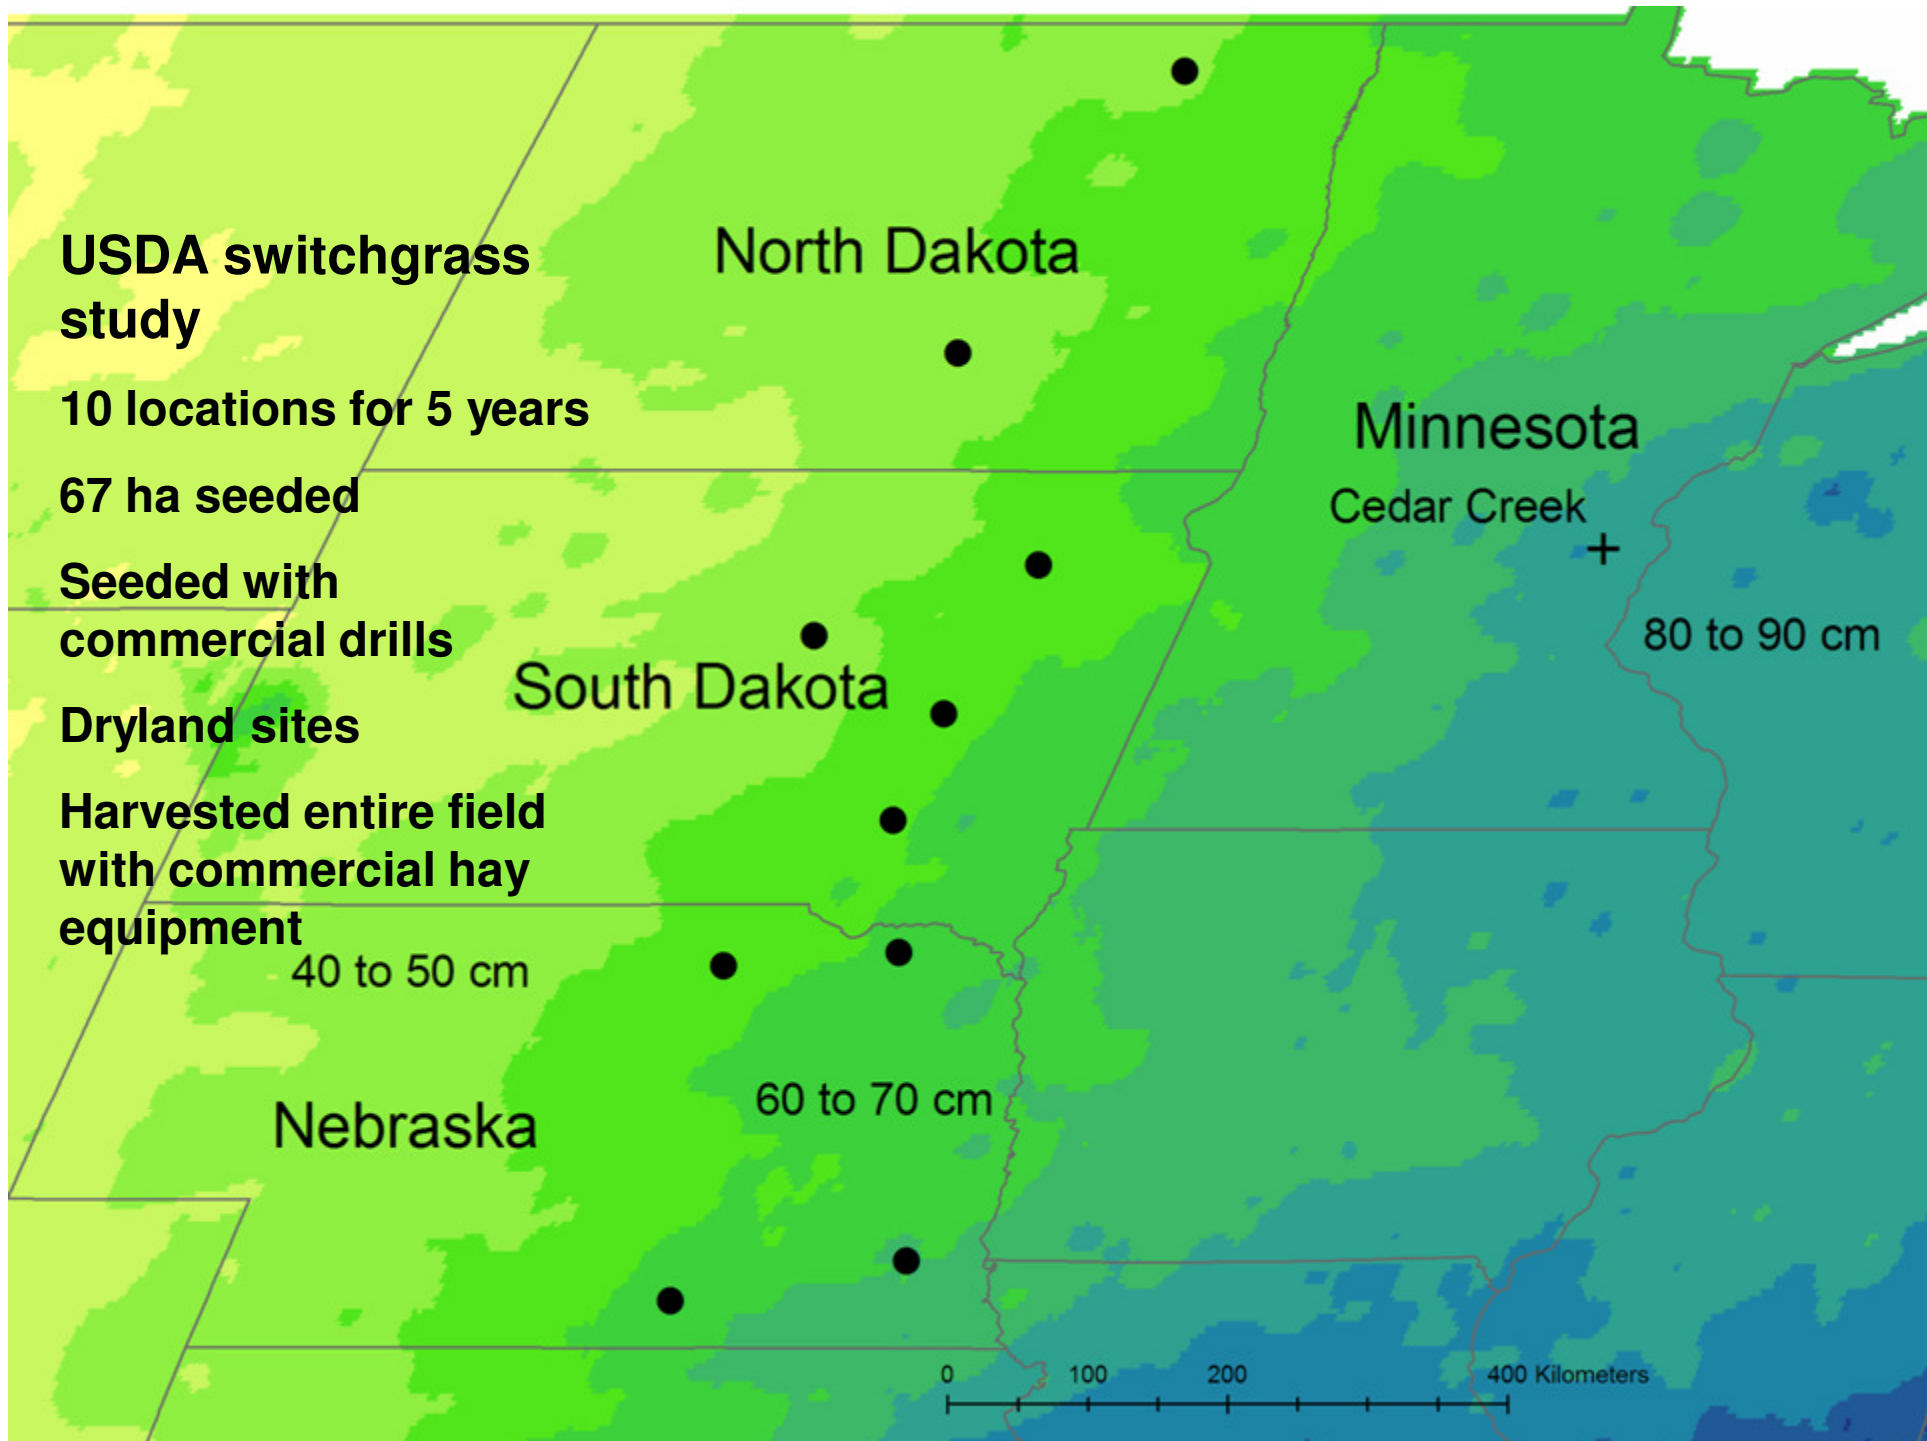 USDA switchgrass
study
10 locations for 5 years
67 ha seeded
Seeded with
commercial drills
Dryland sites
Harvested entire field
with commercial hay
equipment
North Dakota
Minnesota
Cedar Creek
80 to 90 cm
South Dakota
40 to 50 cm
60 to 70 cm
Nebraska
0 100 200 400 Kilometers